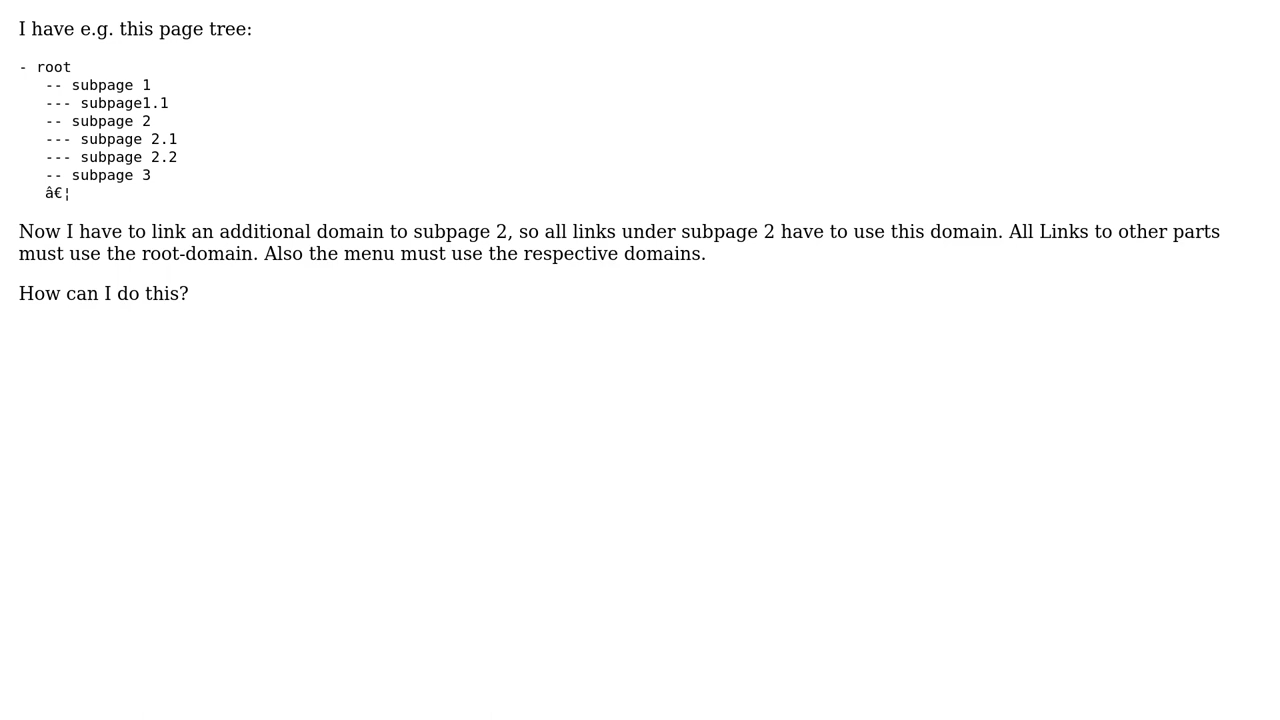 I have e.g. this page tree:
- root
-- subpage 1
--- subpage1.1
-- subpage 2
--- subpage 2.1
--- subpage 2.2
-- subpage 3
â€¦
Now I have to link an additional domain to subpage 2, so all links under subpage 2 have to use this domain. All Links to other parts
must use the root-domain. Also the menu must use the respective domains.
How can I do this?